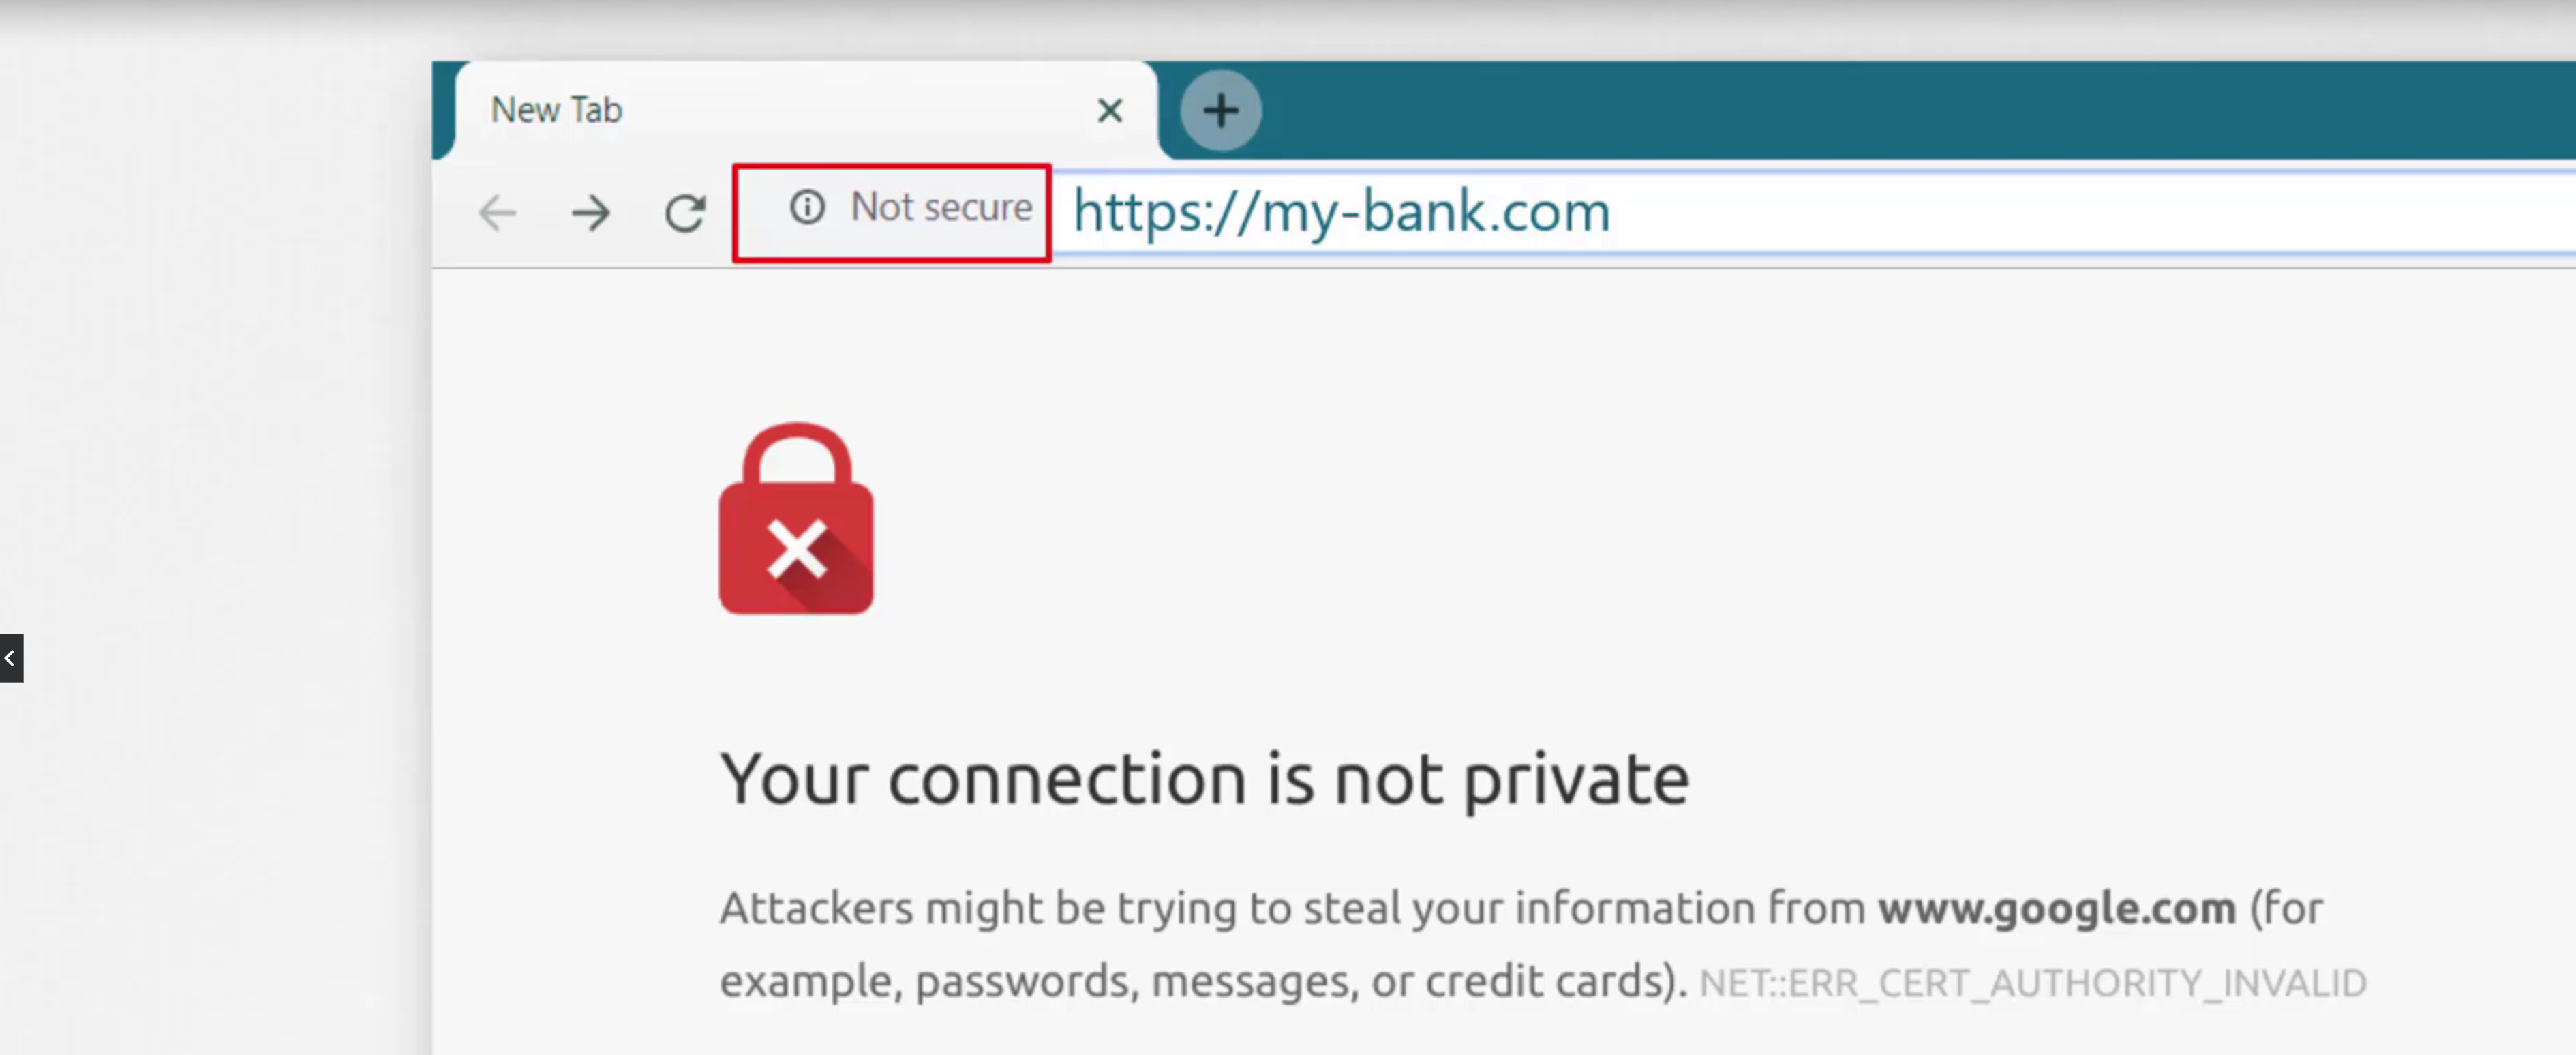 New Tab
Not secure https://my-bank.com
Your connection is not private
Attackers might be trying to steal your information from www.google.com (for
example, passwords, messages, or credit cards). NET::ERR_CERT_AUTHORITY_INVALID